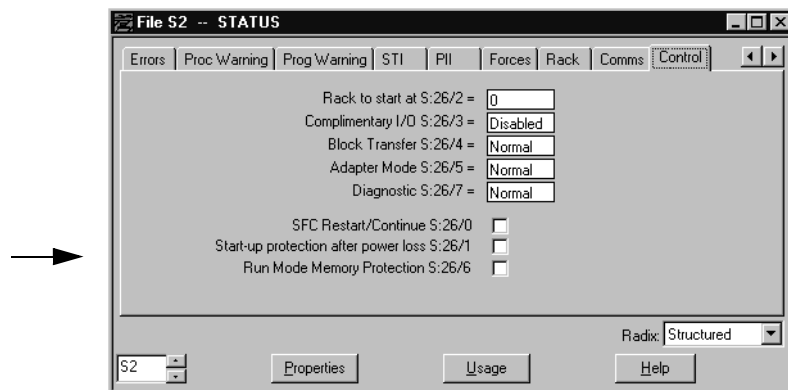 File S2 -- STATUS
Errors Proc Warning Prog Warning STI PII Forces Rack Comms Control
Rack to start at S:26/2 = 0
Complimentary I/O S:26/3 = Disabled
Block Transfer S:26/4 = Normal
Adapter Mode S:26/5 = Normal
Diagnostic S:26/7 = Normal
SFC Restart/Continue S:26/0
Start-up protection after power loss S:26/1
Run Mode Memory Protection S:26/6
Radix: Structured
S2 Properties Usage Help